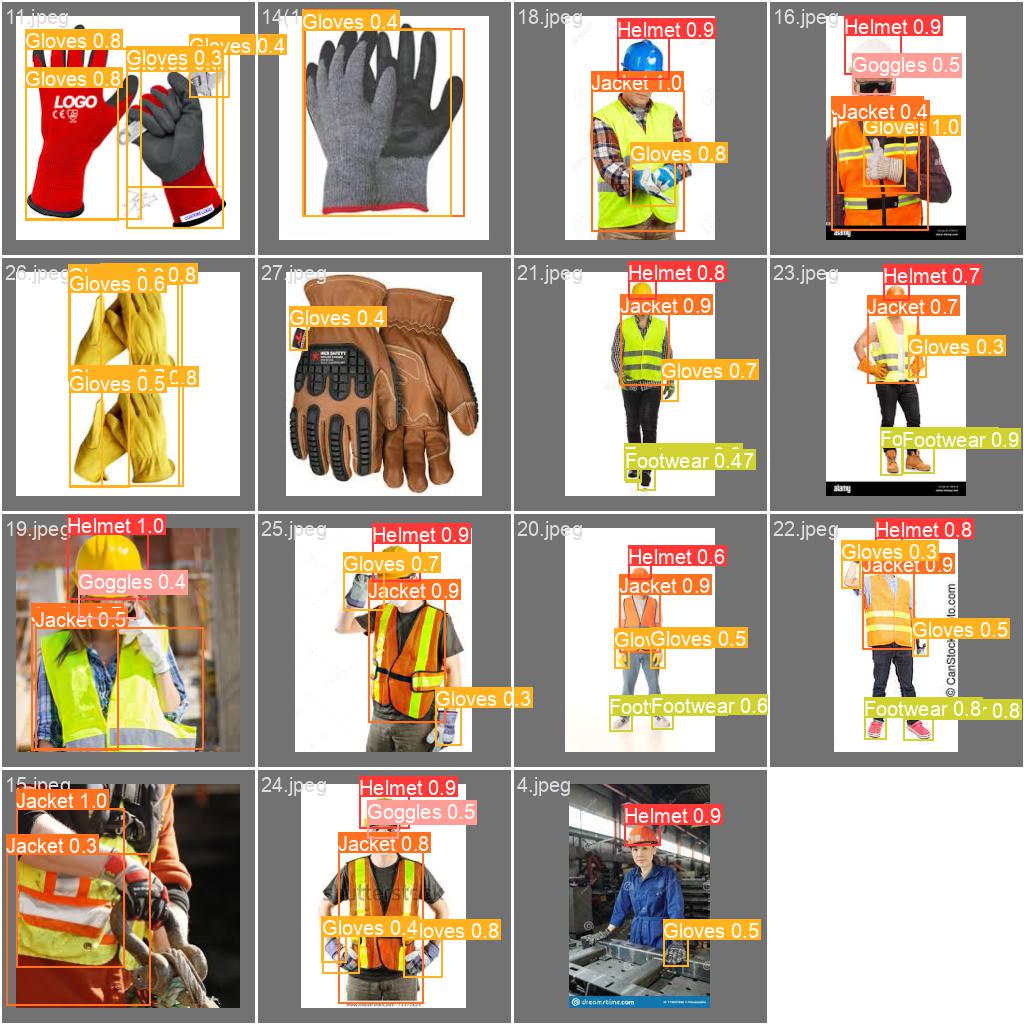 11.jpeg
Gloves 0.8
Gloves 0.4
Gloves 0.3
Gloves 0.8
LOGO
CE
CUSTOM LOGO
14(1
Gloves 0.4
18.jpeg
Helmet 0.9
Jacket 1.0
Gloves 0.8
16.jpeg
Helmet 0.9
Goggles 0.5
Jacket 0.4
Gloves 1.0
alamy
26.jpeg
0.8
Gloves 0.6
0.8
Gloves 0.5
27.jpeg
Gloves 0.4
21.jpeg
Helmet 0.8
Jacket 0.9
Gloves 0.7
Footwear 0.47
23.jpeg
Helmet 0.7
Jacket 0.7
Gloves 0.3
Fo
Footwear 0.9
alamy
19.jpeg
Helmet 1.0
Goggles 0.4
Jacket 0.5
25.jpeg
Helmet 0.9
Gloves 0.7
Jacket 0.9
Gloves 0.3
20.jpeg
Helmet 0.6
Jacket 0.9
Glov
Gloves 0.5
Foot
Footwear 0.6
22.jpeg
Helmet 0.8
Gloves 0.3
Jacket 0.9
Gloves 0.5
Footwear 0.8
0.8
15.jpeg
Jacket 1.0
Jacket 0.3
24.jpeg
Helmet 0.9
Goggles 0.5
Jacket 0.8
Gloves 0.4
loves 0.8
4.jpeg
Helmet 0.9
Gloves 0.5
dreamstime.com